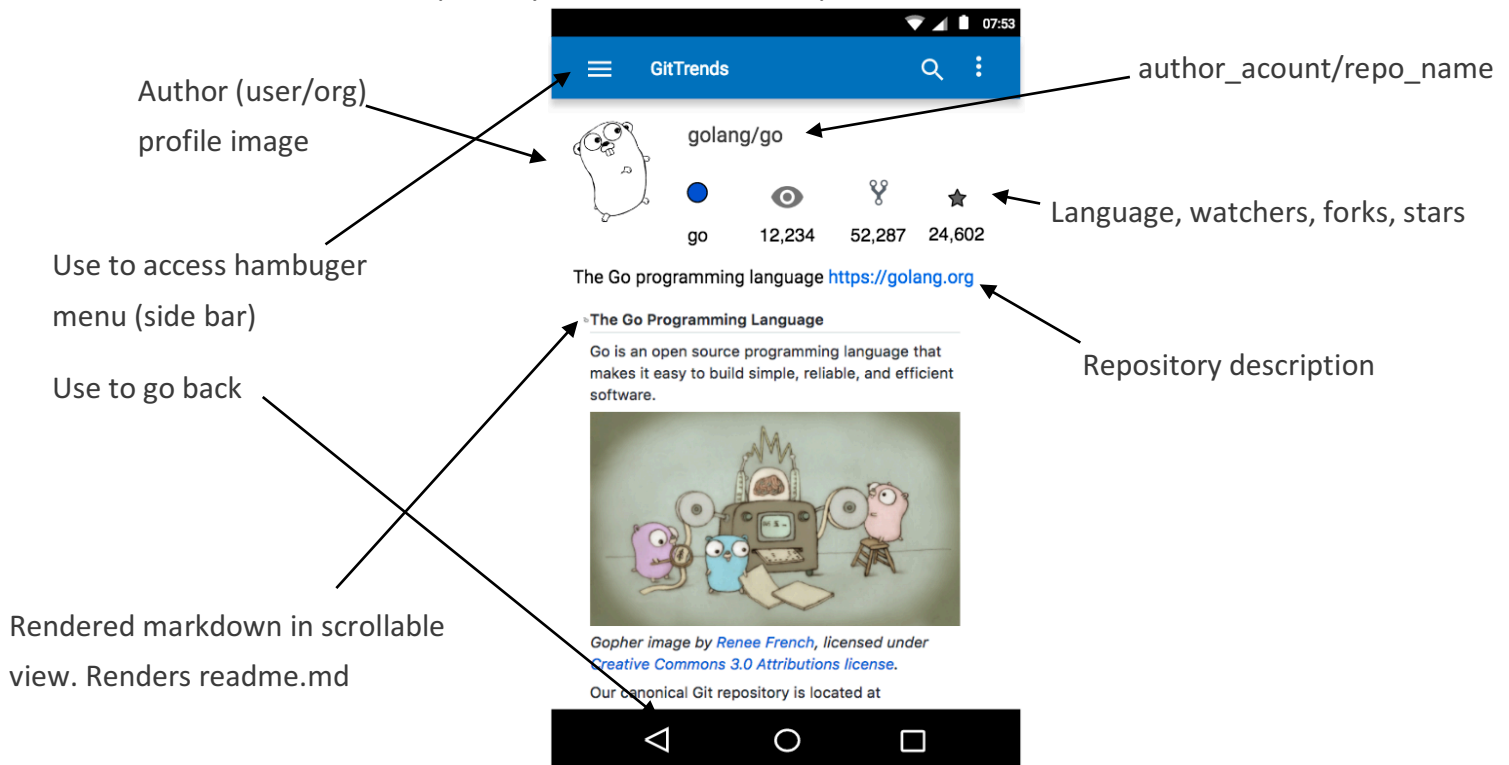 07:53
GitTrends
author_acount/repo_name
Author (user/org)
profile image
golang/go
Language, watchers, forks, stars
go 12,234 52,287 24,602
Use to access hambuger
menu (side bar)
The Go programming language https://golang.org
The Go Programming Language
Go is an open source programming language that
makes it easy to build simple, reliable, and efficient
software.
Repository description
Use to go back
Rendered markdown in scrollable
view. Renders readme.md
Gopher image by Renee French, licensed under
Creative Commons 3.0 Attributions license.
Our canonical Git repository is located at